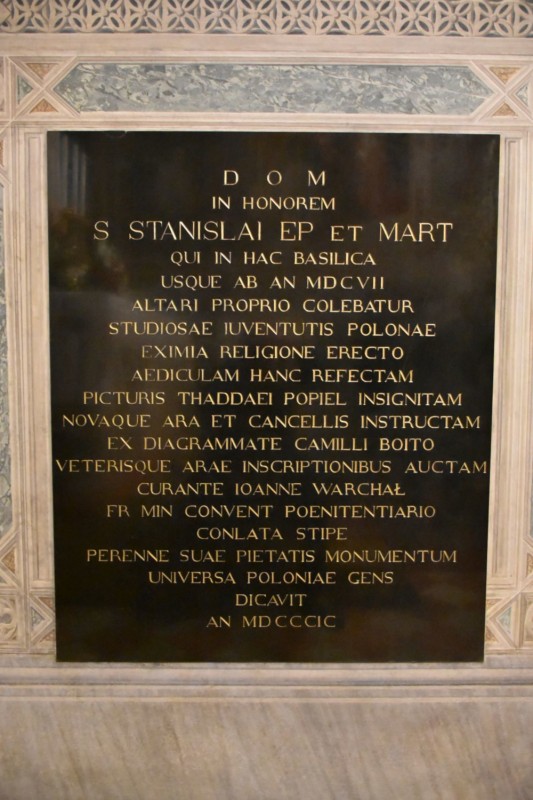 D O M
IN HONOREM
S STANISLAI EP ET MART
QUI IN HAC BASILICA
USQUE AB AN MDCVII
ALTARI PROPRIO COLEBATUR
STUDIOSAE IUVENTUTIS POLONAE
EXIMIA RELIGIONE ERECTO
AEDICULAM HANC REFECTAM
PICTURIS THADDAEI POPIEL INSIGNITAM
NOVAQUE ARA ET CANCELLIS INSTRUCTAM
EX DIAGRAMMATE CAMILLI BOITO
VETERISQUE ARAE INSCRIPTIONIBUS AUCTAM
CURANTE IOANNE WARCHAŁ
FR MIN CONVENT POENITENTIARIO
CONLATA STIPE
PERENNE SUAE PIETATIS MONUMENTUM
UNIVERSA POLONIAE GENS
DICAVIT
AN MDCCCIC